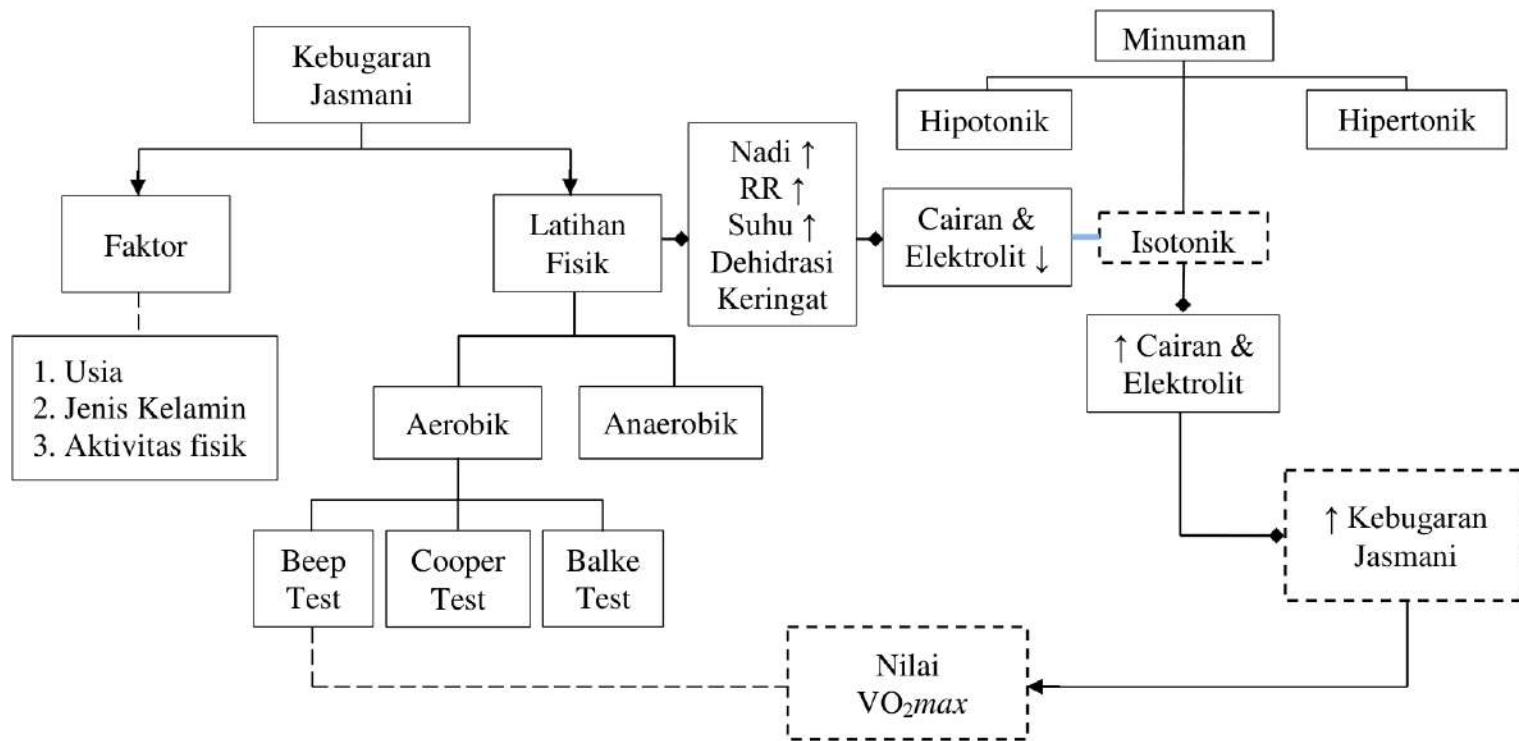 Kebugaran
Jasmani
Minuman
Hipotonik
Hipertonik
Faktor
Latihan
Fisik
Nadi ↑
RR ↑
Suhu ↑
Dehidrasi
Keringat
Cairan &
Elektrolit ↓
Isotonik
1. Usia
2. Jenis Kelamin
3. Aktivitas fisik
Aerobik
Anaerobik
↑ Cairan &
Elektrolit
Beep
Test
Cooper
Test
Balke
Test
↑ Kebugaran
Jasmani
Nilai
VO₂max